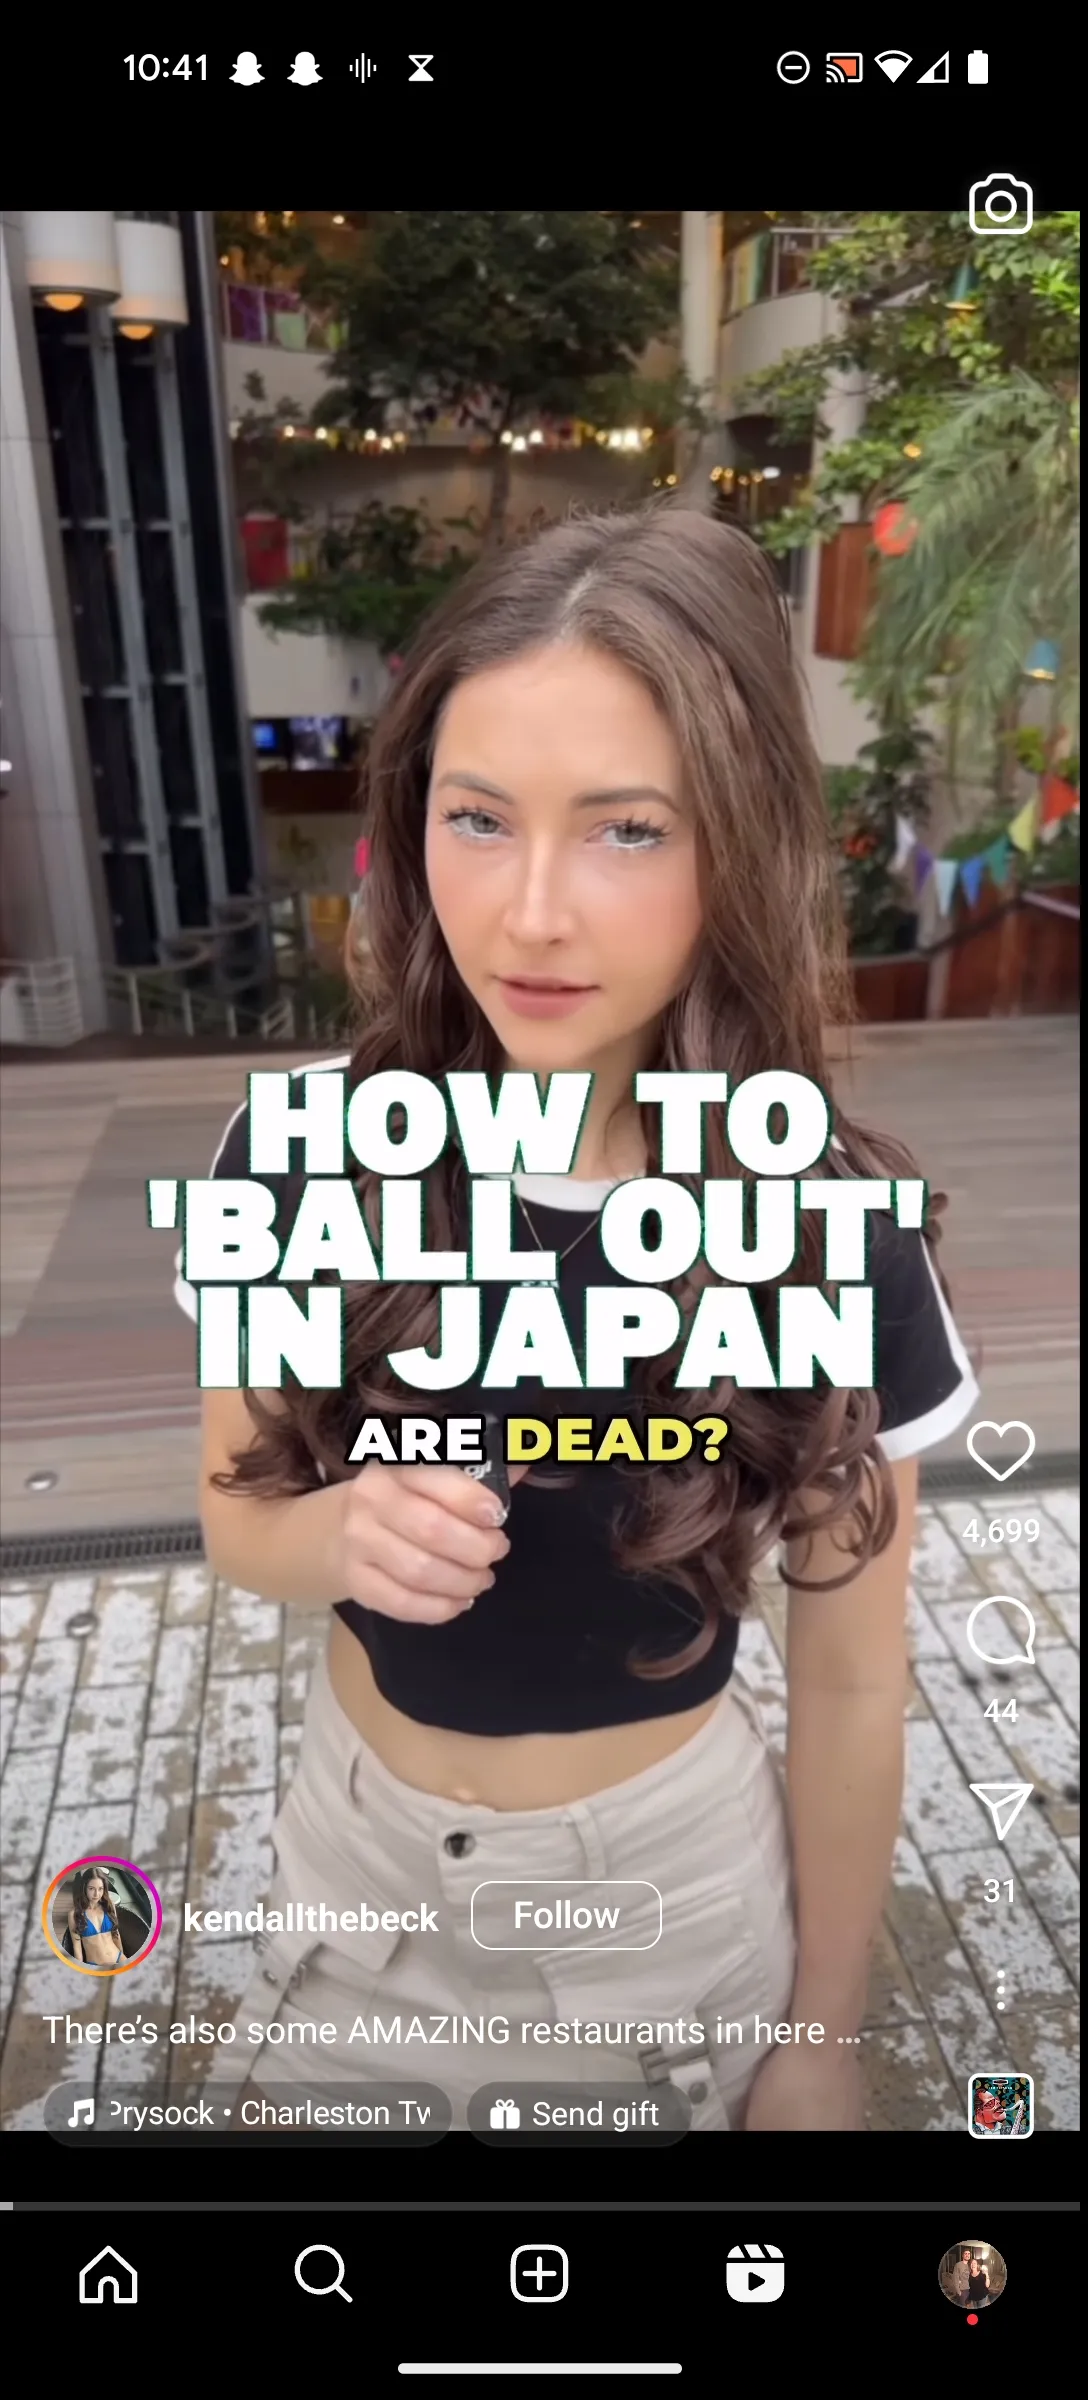 10:41
HOW TO
'BALL OUT'
IN JAPAN
ARE DEAD?
4,699
44
31
kendallthebeck
Follow
There’s also some AMAZING restaurants in here ...
Prysock • Charleston Tw
Send gift